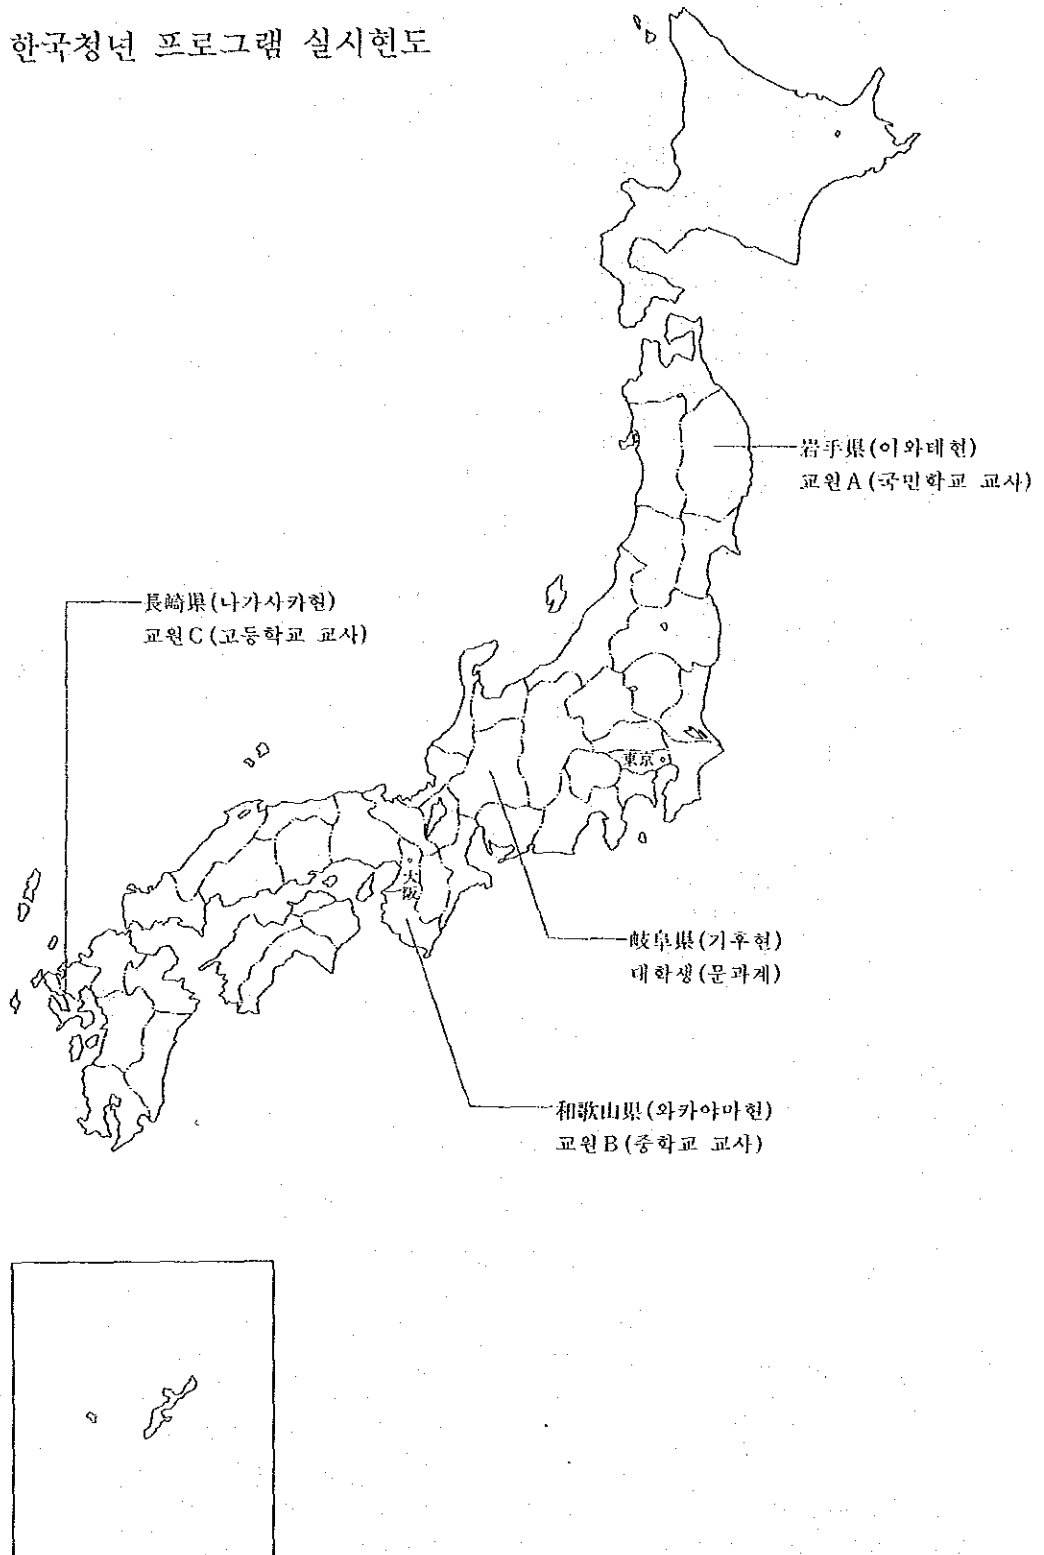 한국청년 프로그램 실시현도
岩手県(이와테현)
교원A(국민학교 교사)
長崎県(나가사카현)
교원C(고등학교 교사)
東京
大阪
岐阜県(기후현)
대학생(문과계)
和歌山県(와카야마현)
교원B(중학교 교사)